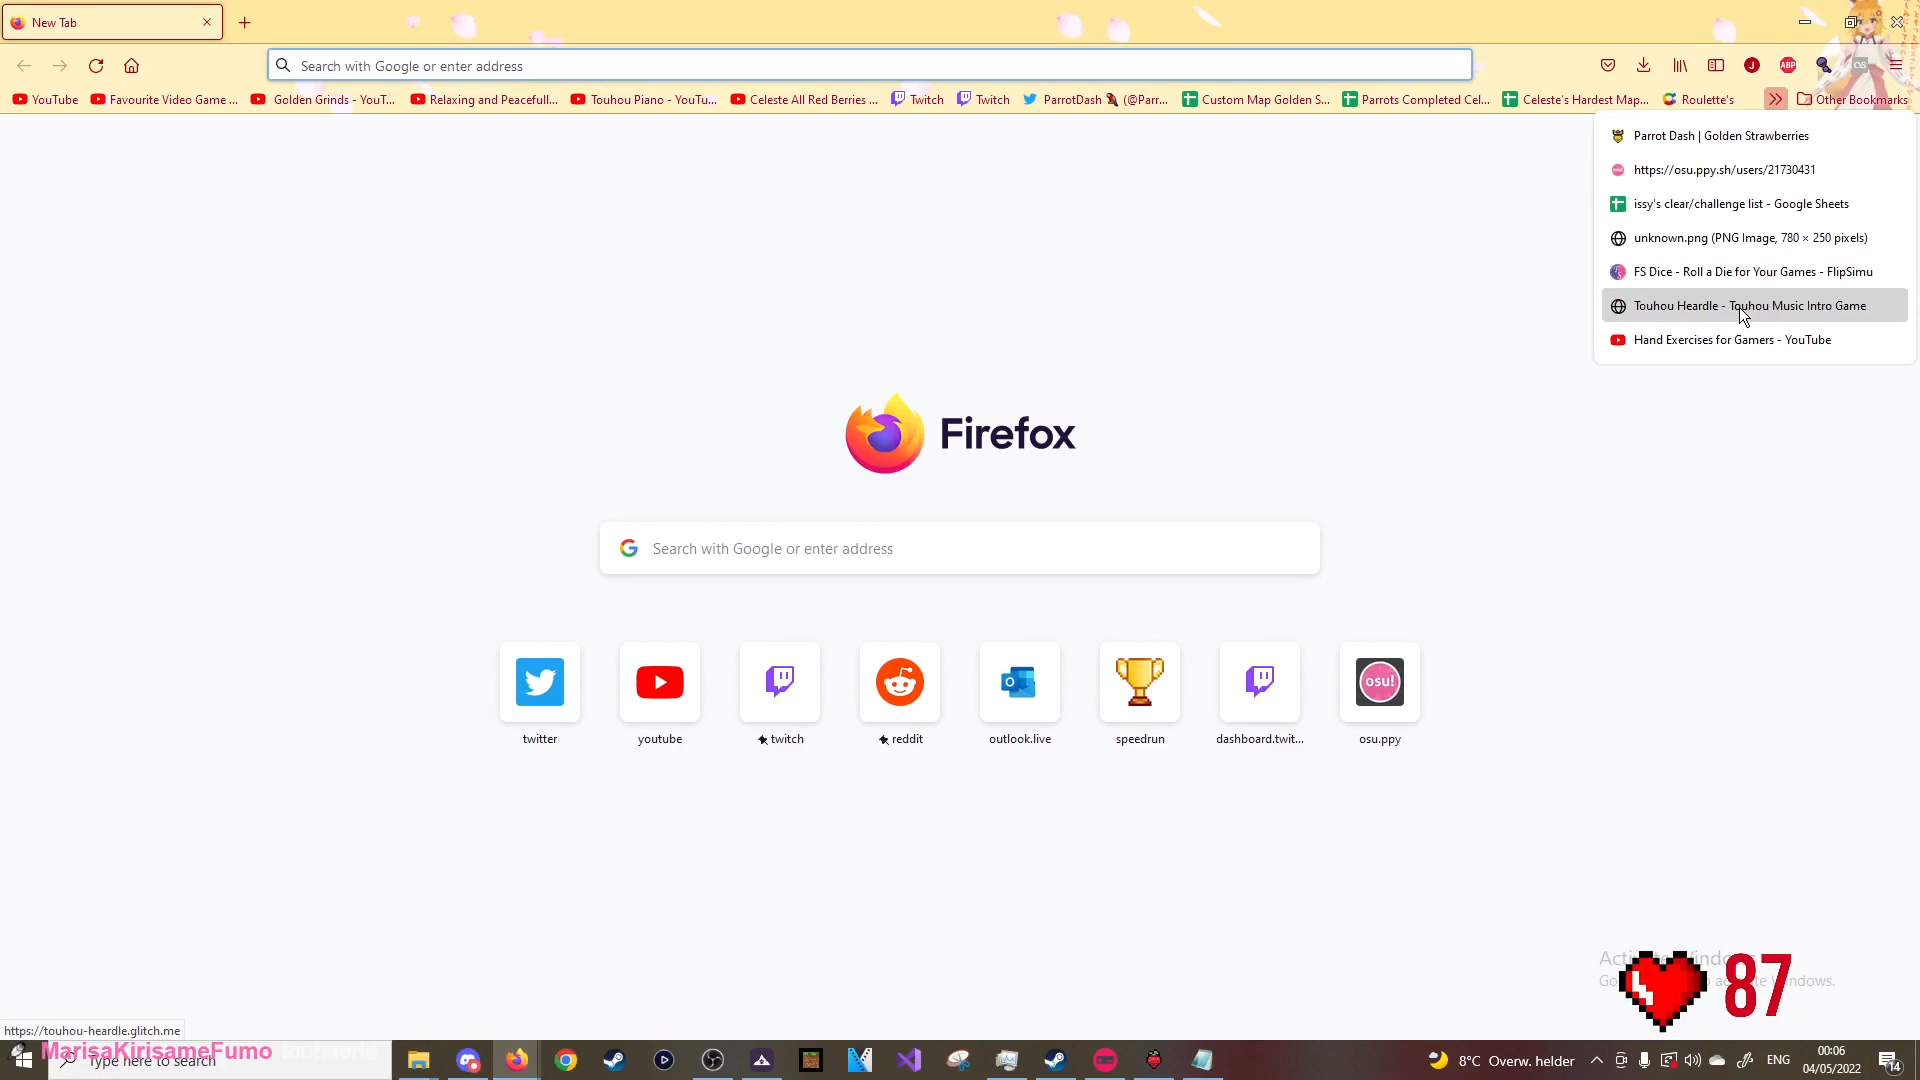 New Tab
Search with Google or enter address
YouTube
Favourite Video Game ...
Golden Grinds - YouT...
Relaxing and Peacefull...
Touhou Piano - YouTu...
Celeste All Red Berries ...
Twitch
Twitch
ParrotDash 🦜 (@Parr...
Custom Map Golden S...
Parrots Completed Cel...
Celeste's Hardest Map...
Roulette's
Other Bookmarks
Parrot Dash | Golden Strawberries
https://osu.ppy.sh/users/21730431
issy's clear/challenge list - Google Sheets
unknown.png (PNG Image, 780 × 250 pixels)
FS Dice - Roll a Die for Your Games - FlipSimu
Touhou Heardle - Touhou Music Intro Game
Hand Exercises for Gamers - YouTube
Firefox
Search with Google or enter address
osu!
twitter
youtube
twitch
reddit
outlook.live
speedrun
dashboard.twit...
osu.ppy
87
https://touhou-heardle.glitch.me
MarisaKirisameFumo
Type here to search
8°C Overw. helder
ENG
00:06
04/05/2022
14